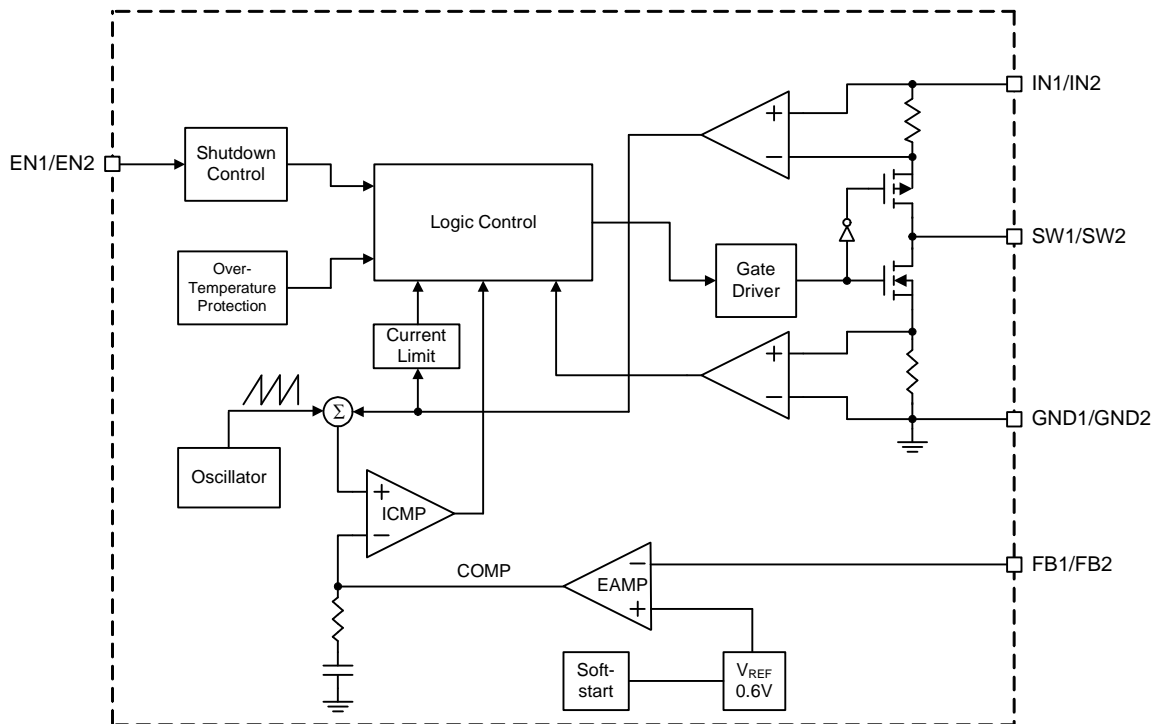 IN1/IN2
EN1/EN2
Shutdown
Control
+
−
Logic Control
SW1/SW2
Over-
Temperature
Protection
Gate
Driver
Current
Limit
+
−
Σ
GND1/GND2
Oscillator
+
ICMP
−
COMP
−
EAMP
+
FB1/FB2
Soft-
start
VREF
0.6V